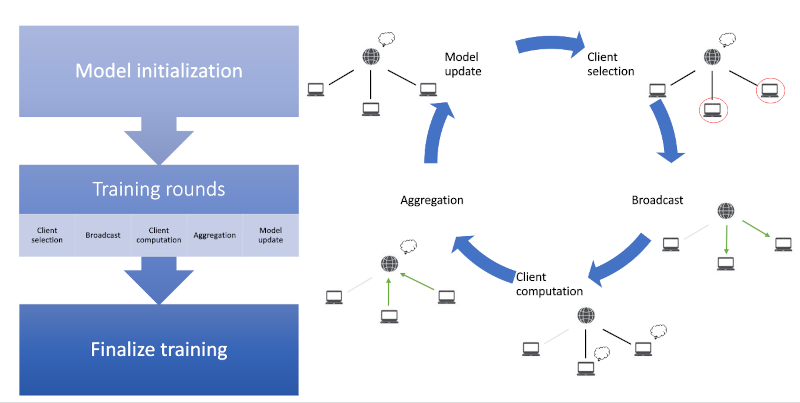 Model initialization
Training rounds
Client
selection
Broadcast
Client
computation
Aggregation
Model
update
Finalize training
Model
update
Client
selection
Broadcast
Client
computation
Aggregation